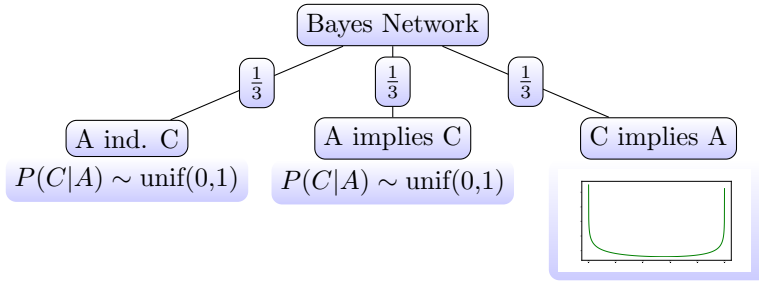 Bayes Network
1/3 1/3 1/3
A ind. C A implies C C implies A
P(C|A) ∼ unif(0,1) P(C|A) ∼ unif(0,1)